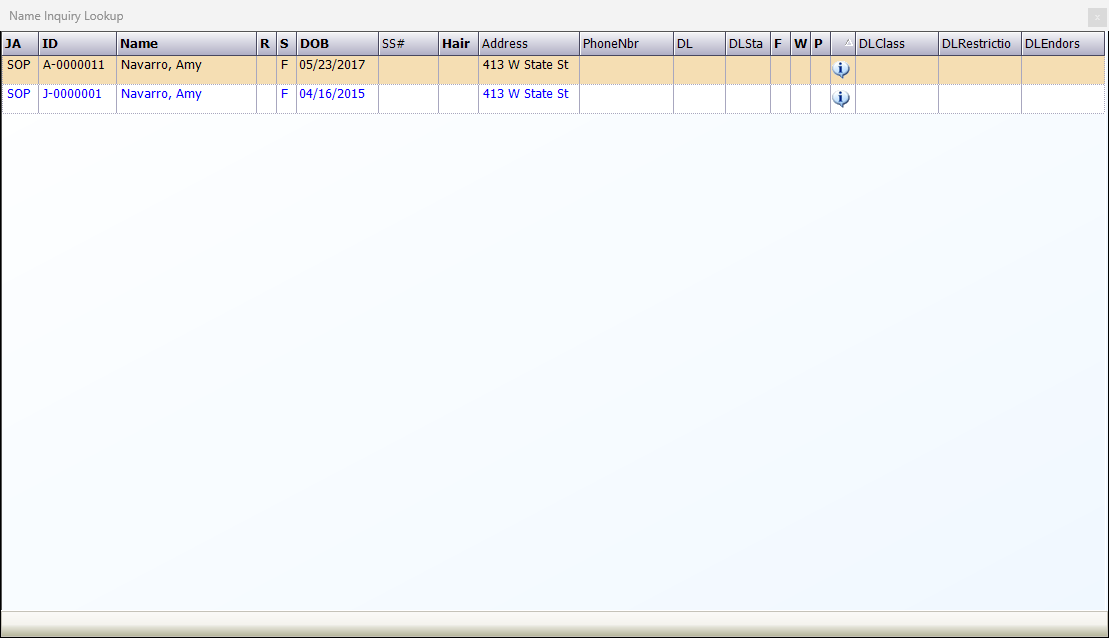 Name Inquiry Lookup
JA ID Name R S DOB SS# Hair Address PhoneNbr DL DLSta F W P DLClass DLRestrictio DLEndors
SOP A-0000011 Navarro, Amy F 05/23/2017 413 W State St
SOP J-0000001 Navarro, Amy F 04/16/2015 413 W State St